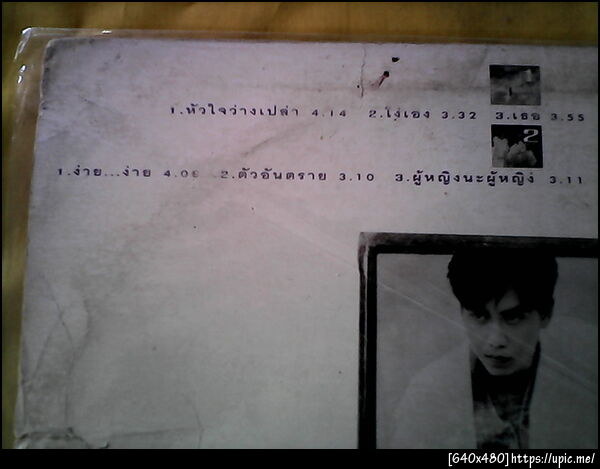 1.หัวใจว่างเปล่า 4.14 2.โง่เอง 3.32 3.เธอ 3.55
2
1.ง่าย...ง่าย 4.06 2.ตัวอันตราย 3.10 3.ผู้หญิงนะผู้หญิง 3.11
[640x480]https://upic.me/